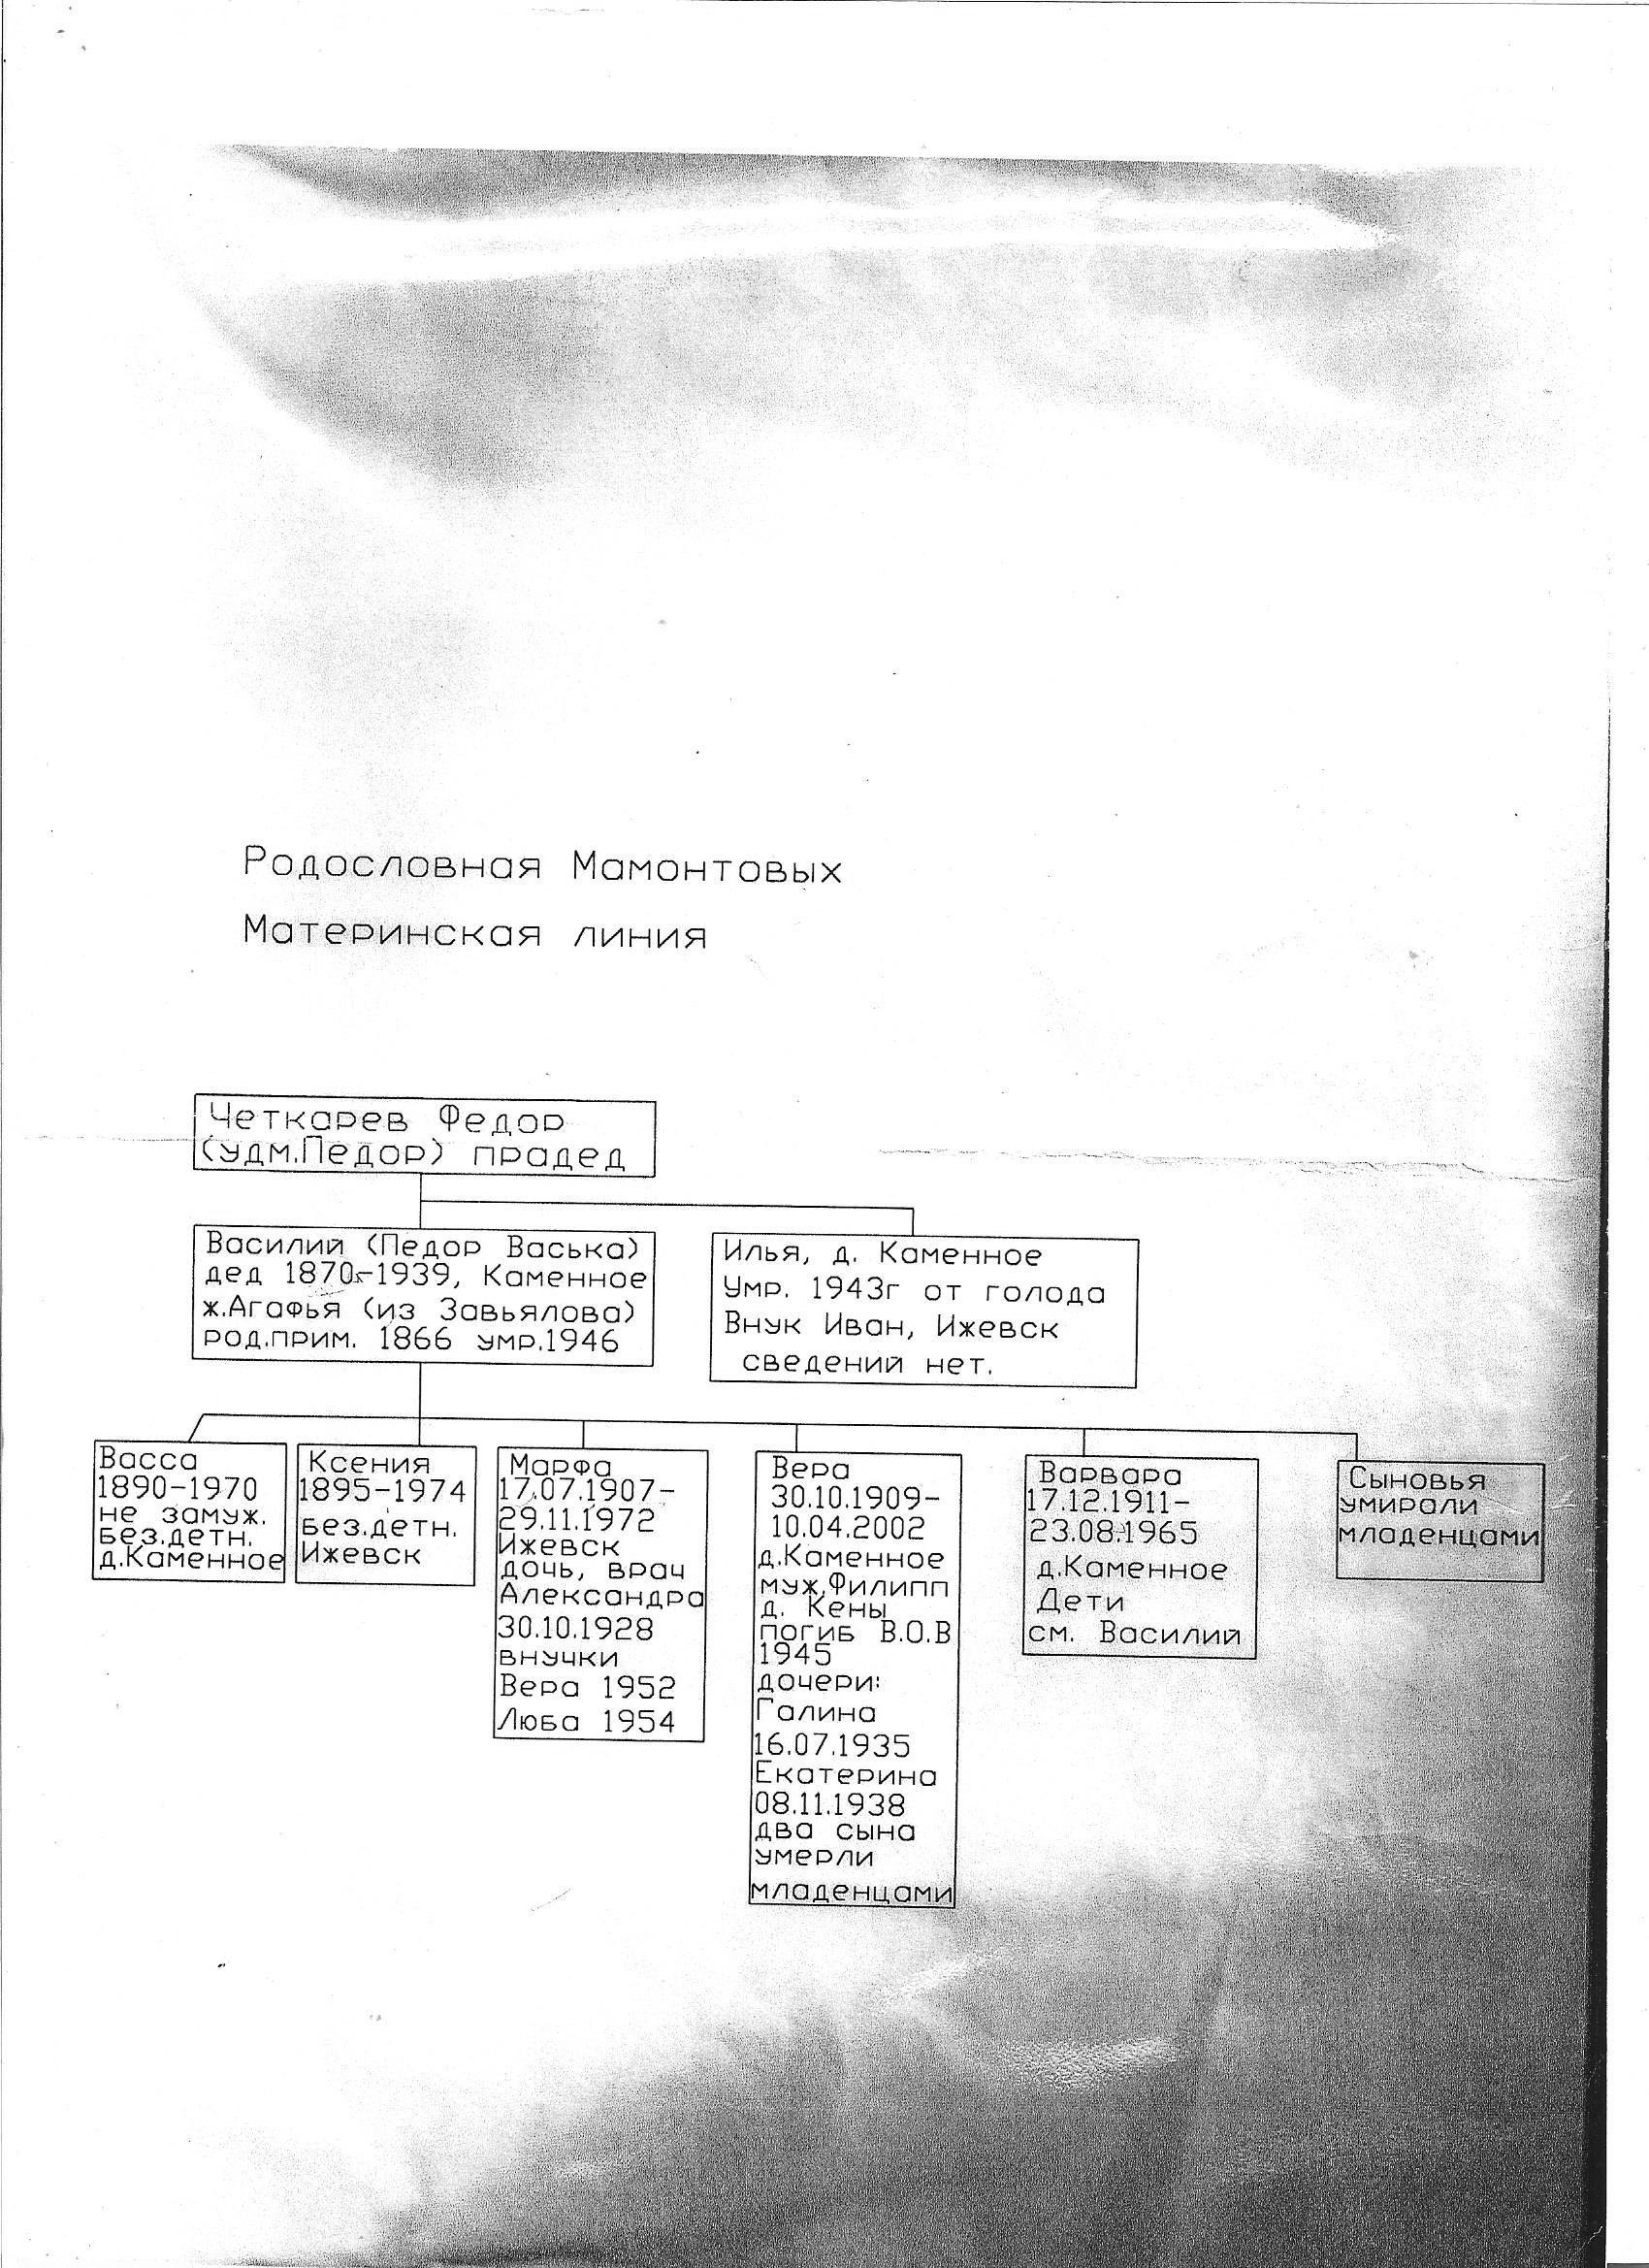 Родословная Мамонтовых
Материнская линия
Четкарев Федор
(удм.Педор) прадед
Василий (Педор Васька)
дед 1870-1939, Каменное
ж.Агафья (из Завьялова)
род.прим. 1866 умр.1946
Илья, д. Каменное
Умр. 1943г от голода
Внук Иван, Ижевск
сведений нет.
Васса
1890-1970
не замуж.
без.детн.
д.Каменное
Ксения
1895-1974
без.детн.
Ижевск
Марфа
17.07.1907-
29.11.1972
Ижевск
дочь, врач
Александра
30.10.1928
внучки
Вера 1952
Люба 1954
Вера
30.10.1909-
10.04.2002
д.Каменное
муж.Филипп
д. Кены
погиб В.О.В
1945
дочери:
Галина
16.07.1935
Екатерина
08.11.1938
два сына
умерли
младенцами
Варвара
17.12.1911-
23.08.1965
д.Каменное
Дети
см. Василий
Сыновья
умирали
младенцами